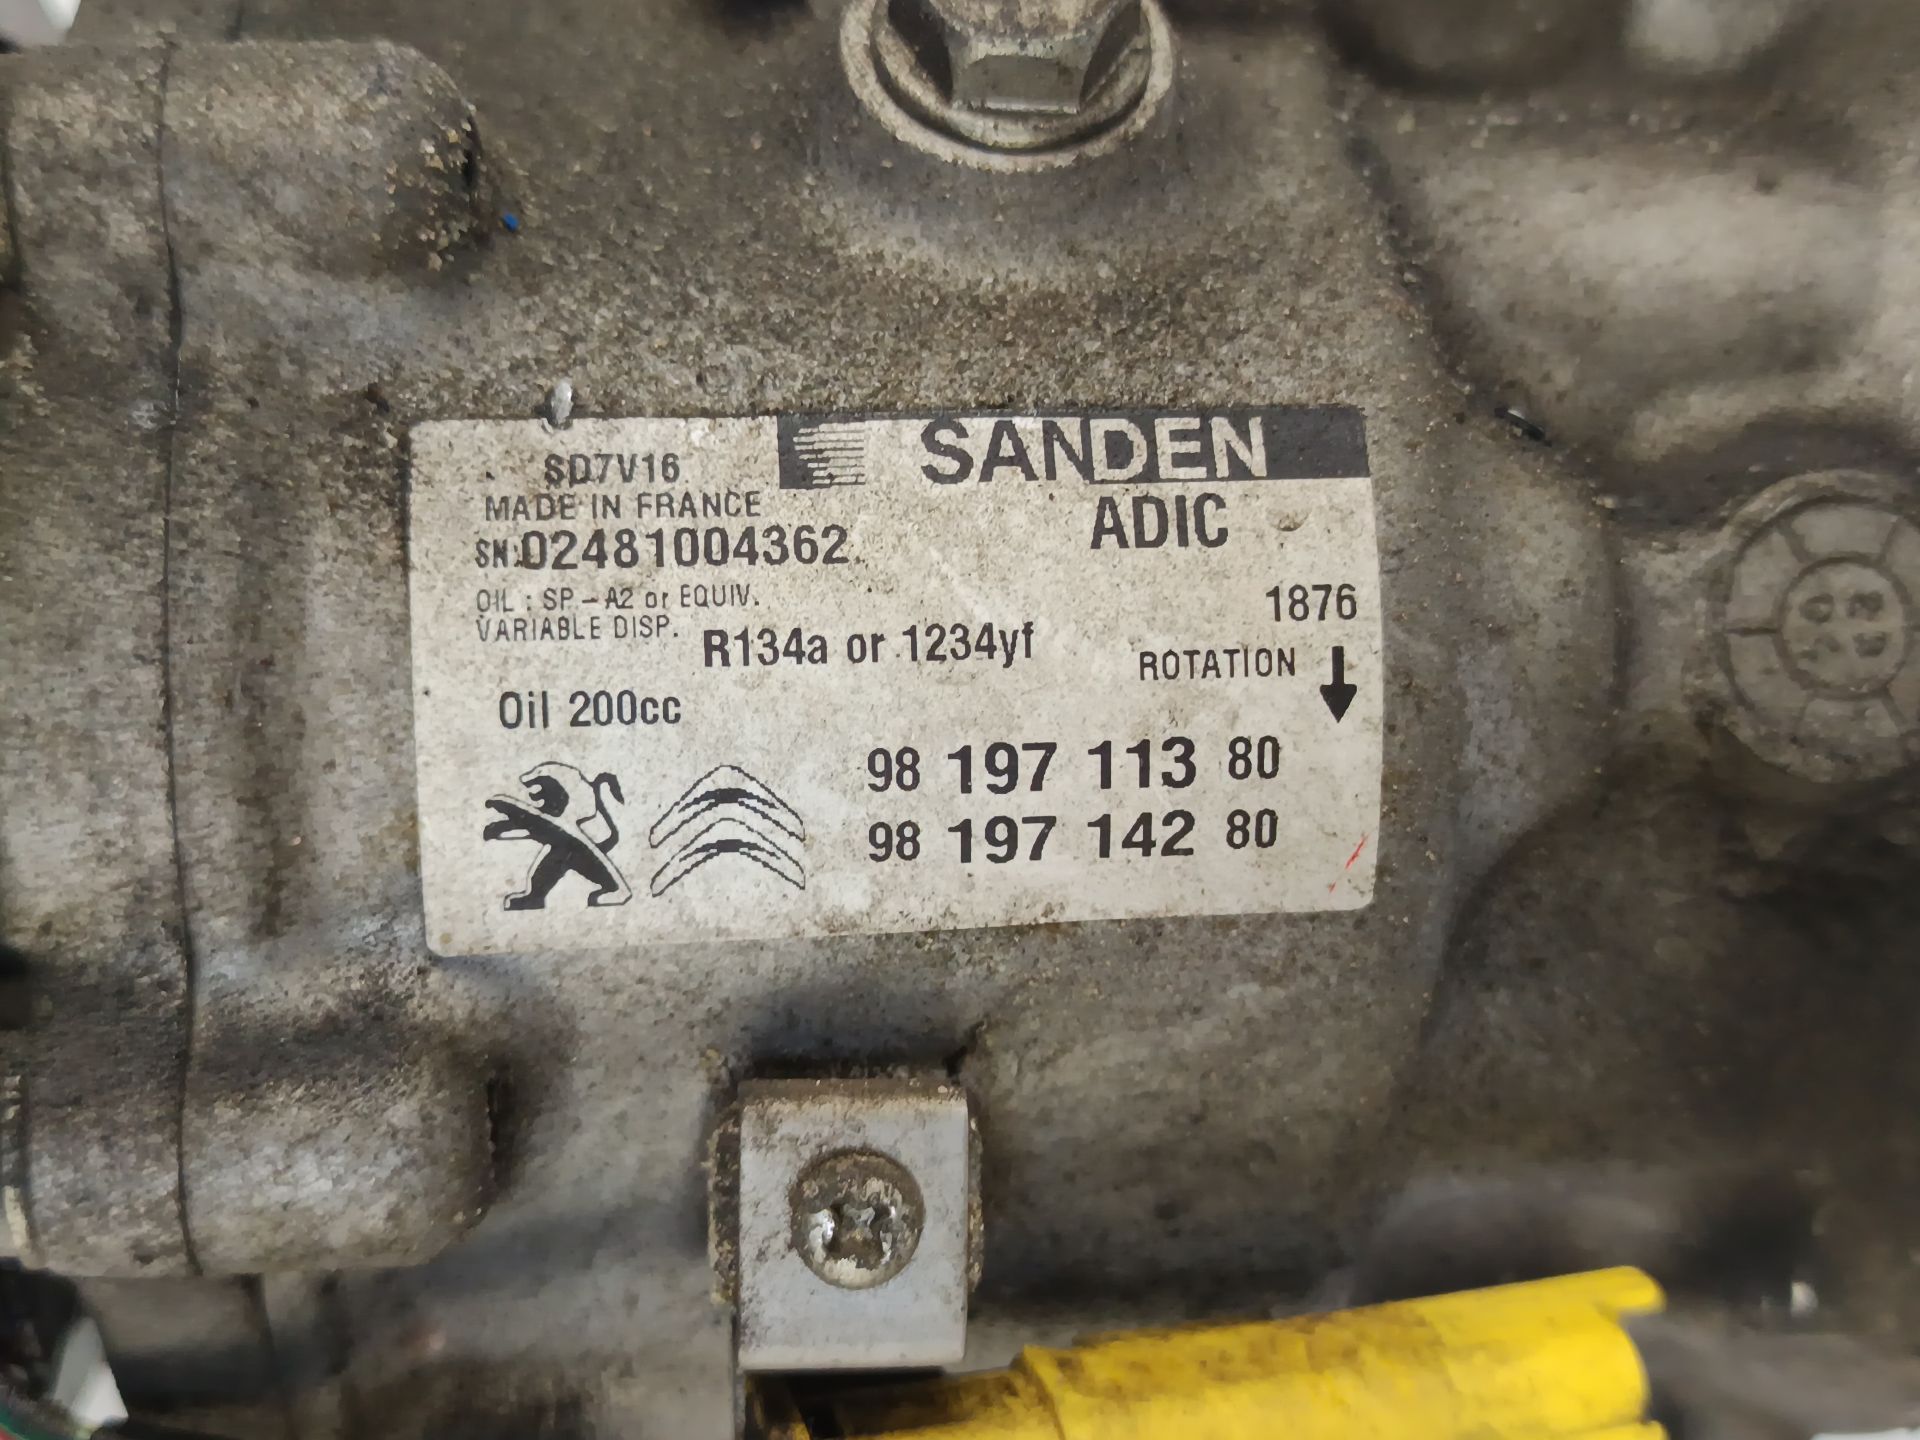 SD7V16
SANDEN
MADE IN FRANCE
ADIC
SN:02481004362
OIL : SP-A2 or EQUIV.
1876
VARIABLE DISP.
R134a or 1234yf
ROTATION
Oil 200cc
98 197 113 80
98 197 142 80